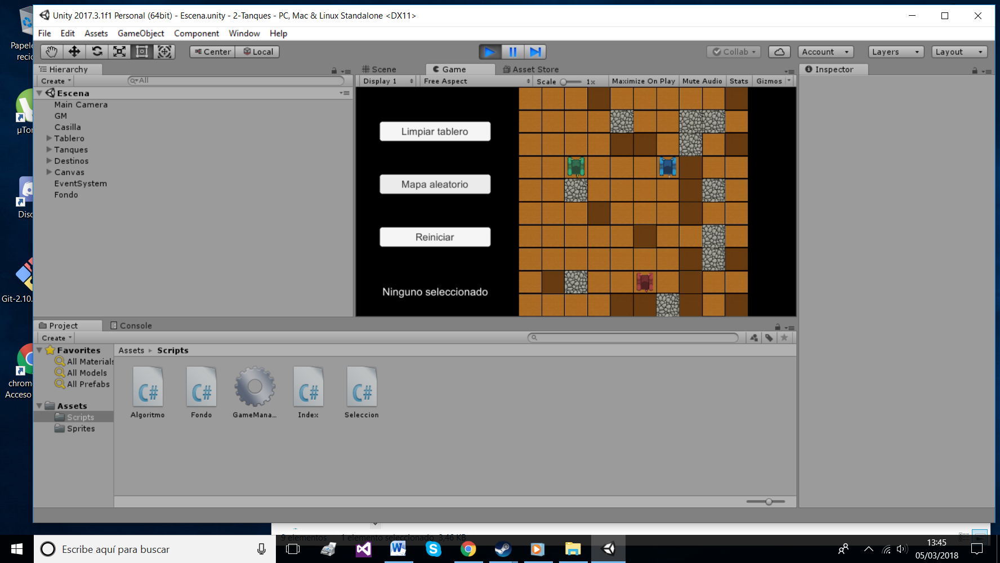 Unity 2017.3.1f1 Personal (64bit) - Escena.unity - 2-Tanques - PC, Mac & Linux Standalone <DX11>
File Edit Assets GameObject Component Window Help
Center Local Collab Account Layers Layout
Hierarchy
Create All
Escena
Main Camera
GM
Casilla
Tablero
Tanques
Destinos
Canvas
EventSystem
Fondo
Scene Game Asset Store
Display 1 Free Aspect Scale 1x Maximize On Play Mute Audio Stats Gizmos
Limpiar tablero
Mapa aleatorio
Reiniciar
Ninguno seleccionado
Inspector
Project Console
Create
Favorites
All Materials
All Models
All Prefabs
Assets
Scripts
Sprites
Assets Scripts
Algoritmo Fondo GameMana... Index Seleccion
Papele
recic
µTor
Disc
Git-2.10.
chrom
Acceso
9 elementos 1 elemento seleccionado 3,46 KB
Escribe aquí para buscar
13:45
05/03/2018